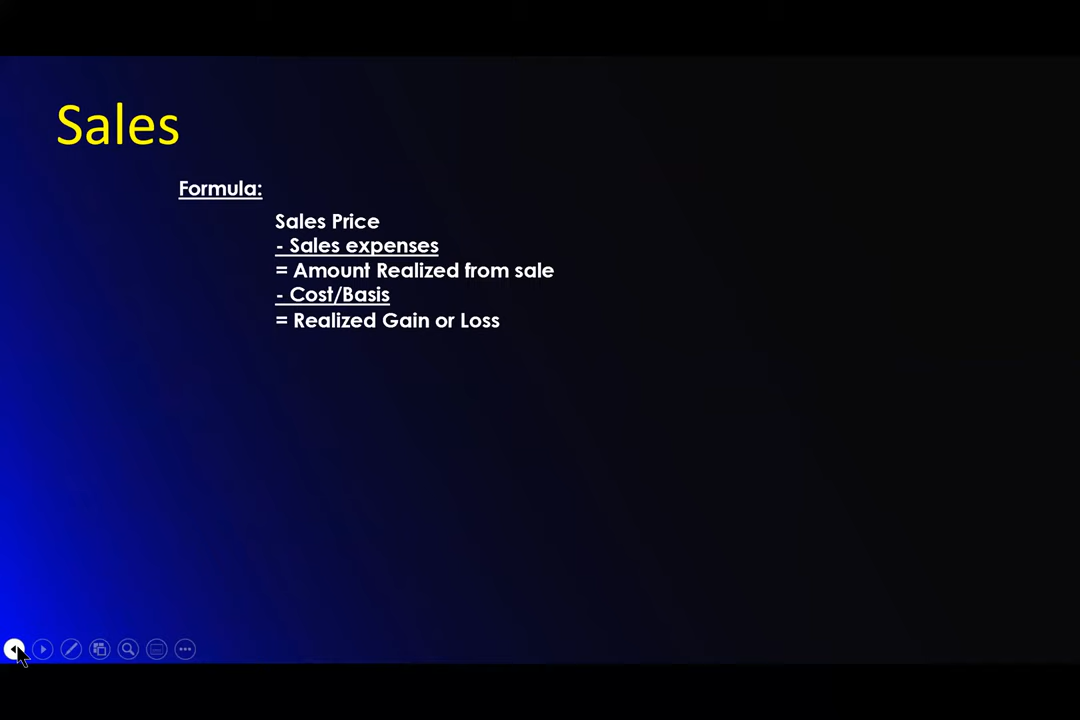 Sales
Formula:
Sales Price
- Sales expenses
= Amount Realized from sale
- Cost/Basis
= Realized Gain or Loss